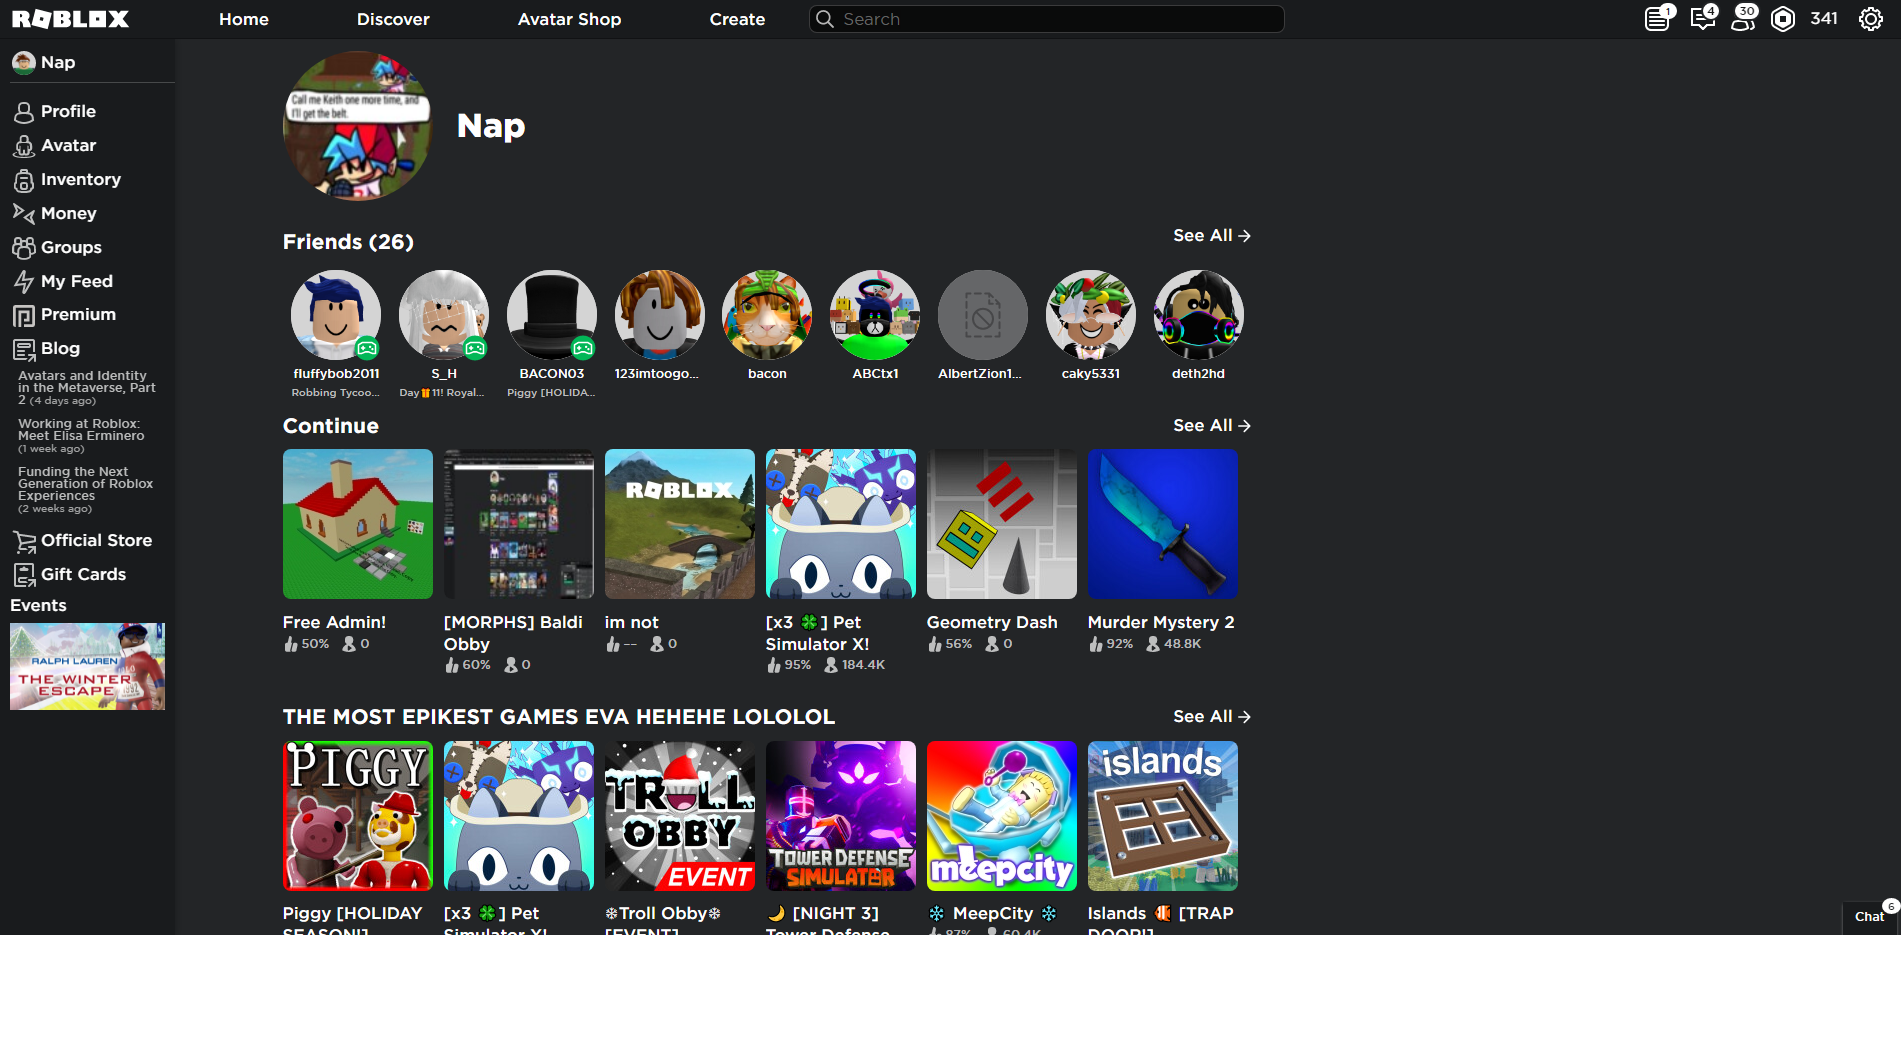 ROBLOX
Home
Discover
Avatar Shop
Create
Search
1
4
30
341
Nap
Profile
Avatar
Inventory
Money
Groups
My Feed
Premium
Blog
Avatars and Identity
in the Metaverse, Part
2 (4 days ago)
Working at Roblox:
Meet Elisa Erminero
(1 week ago)
Funding the Next
Generation of Roblox
Experiences
(2 weeks ago)
Official Store
Gift Cards
Events
RALPH LAUREN
THE WINTER
ESCAPE
Call me Keith one more time, and
I'll get the belt.
Nap
Friends (26)
See All
fluffybob2011
Robbing Tycoo...
S_H
Day🎁11! Royal...
BACON03
Piggy [HOLIDA...
123imtoogo...
bacon
ABCtx1
AlbertZion1...
caky5331
deth2hd
Continue
See All
ROBLOX
Free Admin!
50% 0
[MORPHS] Baldi
Obby
60% 0
im not
-- 0
[x3 🍀] Pet
Simulator X!
95% 184.4K
Geometry Dash
56% 0
Murder Mystery 2
92% 48.8K
THE MOST EPIKEST GAMES EVA HEHEHE LOLOLOL
See All
PIGGY
TROLL
OBBY
EVENT
TOWER DEFENSE
SIMULATOR
meepcity
islands
Piggy [HOLIDAY
SEASON!]
[x3 🍀] Pet
Simulator X!
❄Troll Obby❄
[EVENT]
🌙 [NIGHT 3]
Tower Defense
❄ MeepCity ❄
87% 60.4K
Islands 🐠 [TRAP
DOOR!]
Chat
6